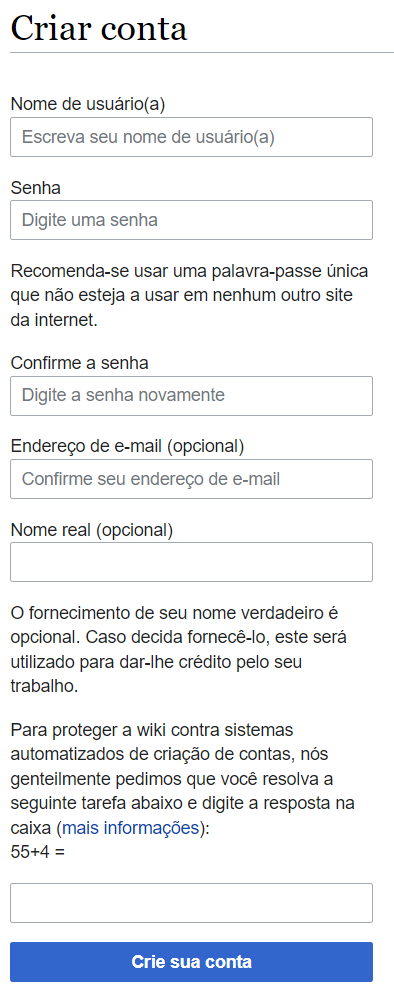 Criar conta
Nome de usuário(a)
Escreva seu nome de usuário(a)
Senha
Digite uma senha
Recomenda-se usar uma palavra-passe única
que não esteja a usar em nenhum outro site
da internet.
Confirme a senha
Digite a senha novamente
Endereço de e-mail (opcional)
Confirme seu endereço de e-mail
Nome real (opcional)
O fornecimento de seu nome verdadeiro é
opcional. Caso decida fornecê-lo, este será
utilizado para dar-lhe crédito pelo seu
trabalho.
Para proteger a wiki contra sistemas
automatizados de criação de contas, nós
genteilmente pedimos que você resolva a
seguinte tarefa abaixo e digite a resposta na
caixa (mais informações):
55+4 =
Crie sua conta